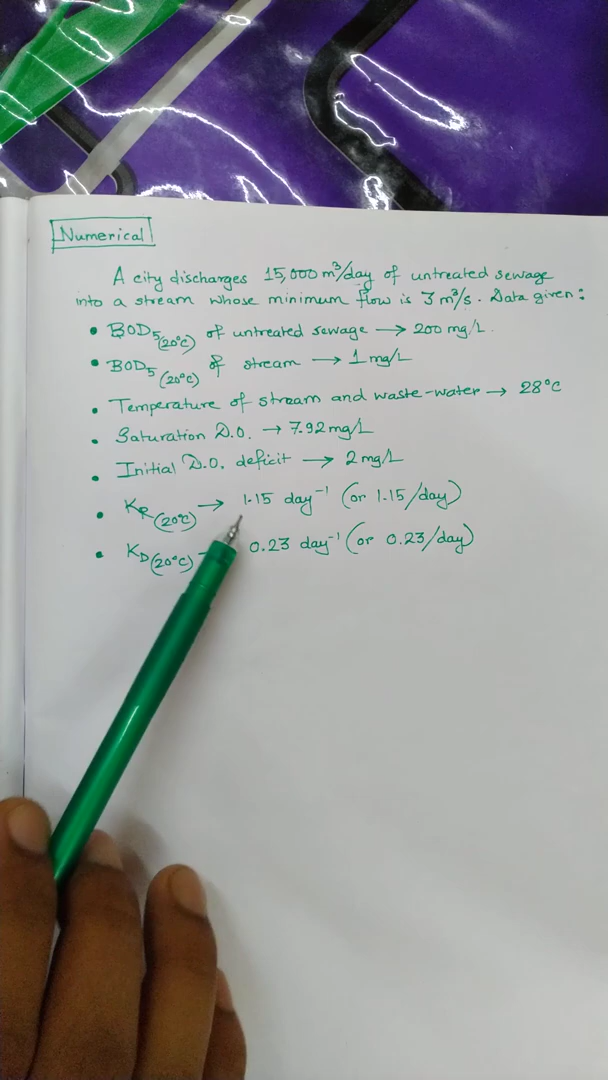 Numerical
A city discharges 15,000 m³/day of untreated sewage
into a stream whose minimum flow is 3 m³/s. Data given:
• BOD₅(20°C) of untreated sewage → 200 mg/L.
• BOD₅(20°C) of stream → 1 mg/L
• Temperature of stream and waste-water → 28°C
• Saturation D.O. → 7.92 mg/L
• Initial D.O. deficit → 2 mg/L
• K_R(20°C) → 1.15 day⁻¹ (or 1.15/day)
• K_D(20°C) → 0.23 day⁻¹ (or 0.23/day)